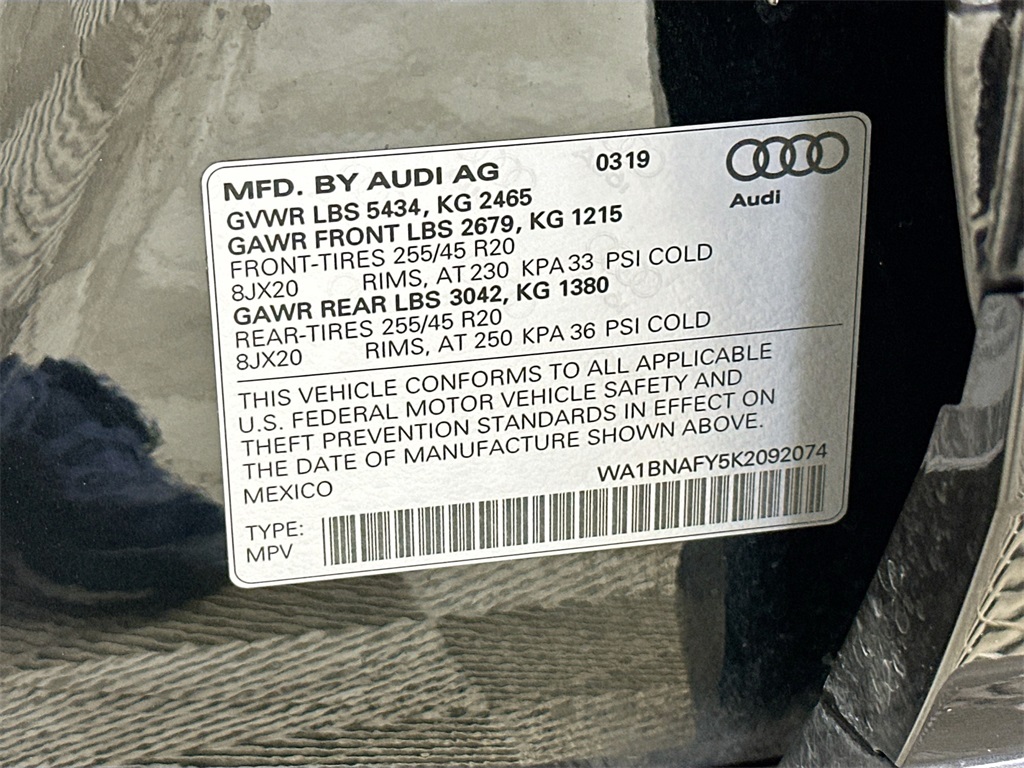 MFD. BY AUDI AG 0319
Audi
GVWR LBS 5434, KG 2465
GAWR FRONT LBS 2679, KG 1215
FRONT-TIRES 255/45 R20
8JX20 RIMS, AT 230 KPA 33 PSI COLD
GAWR REAR LBS 3042, KG 1380
REAR-TIRES 255/45 R20
8JX20 RIMS, AT 250 KPA 36 PSI COLD
THIS VEHICLE CONFORMS TO ALL APPLICABLE
U.S. FEDERAL MOTOR VEHICLE SAFETY AND
THEFT PREVENTION STANDARDS IN EFFECT ON
THE DATE OF MANUFACTURE SHOWN ABOVE.
MEXICO WA1BNAFY5K2092074
TYPE:
MPV